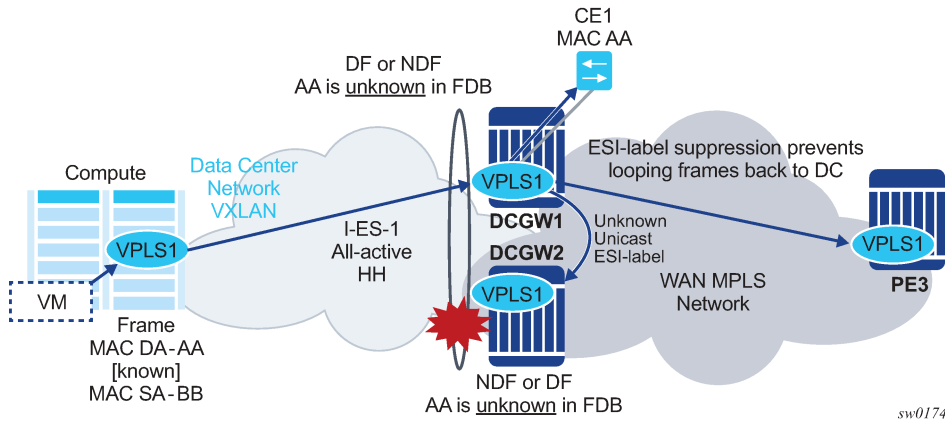 CE1
MAC AA
DF or NDF
AA is unknown in FDB
ESI-label suppression prevents
looping frames back to DC
Compute
Data Center
Network
VXLAN
VPLS1
VPLS1
DCGW1
I-ES-1
All-active
HH
Unknown
Unicast
ESI-label
VPLS1
PE3
DCGW2
VPLS1
WAN MPLS
Network
VM
Frame
MAC DA-AA
[known]
MAC SA-BB
NDF or DF
AA is unknown in FDB
sw0174